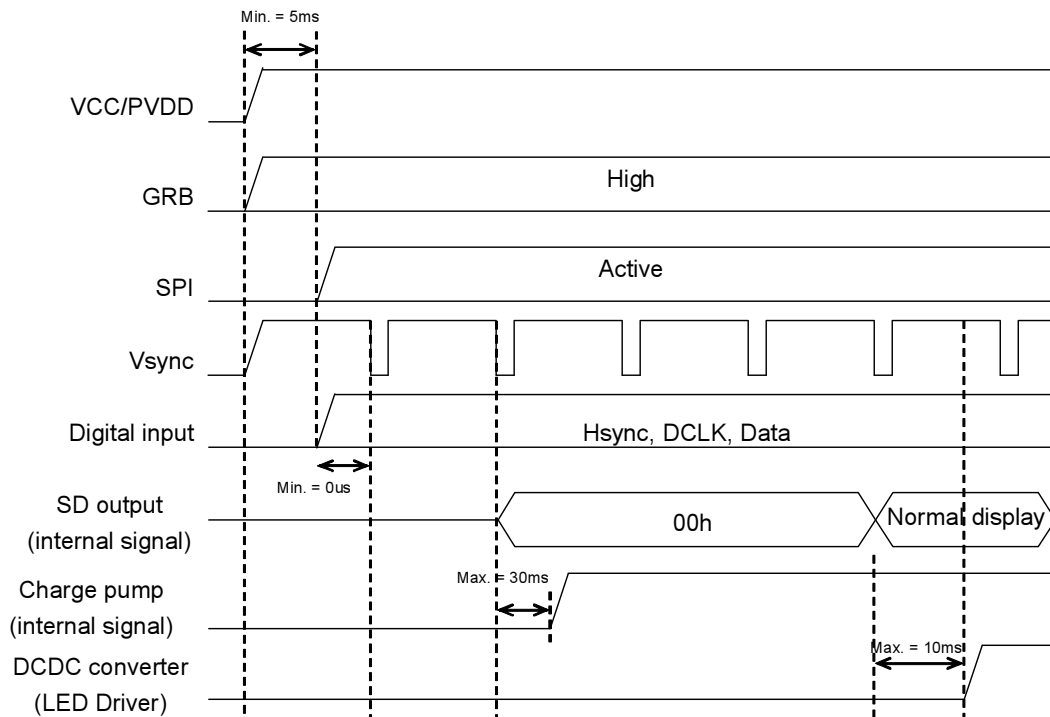 Min. = 5ms
VCC/PVDD
GRB
High
SPI
Active
Vsync
Digital input
Hsync, DCLK, Data
Min. = 0us
SD output
(internal signal)
00h
Normal display
Charge pump
(internal signal)
Max. = 30ms
DCDC converter
(LED Driver)
Max. = 10ms